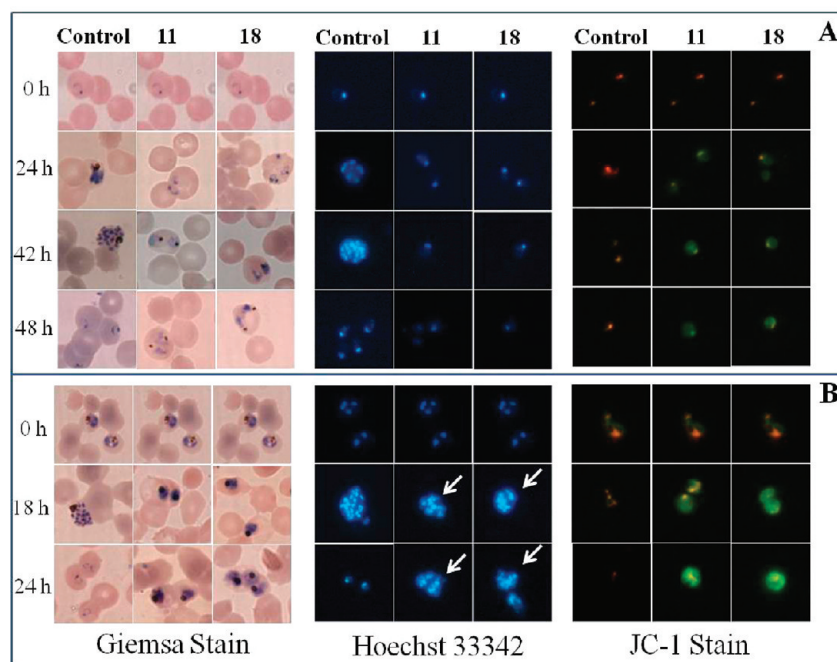 Control 11 18 Control 11 18 Control 11 18 A
0 h
24 h
42 h
48 h
B
0 h
18 h
24 h
Giemsa Stain Hoechst 33342 JC-1 Stain